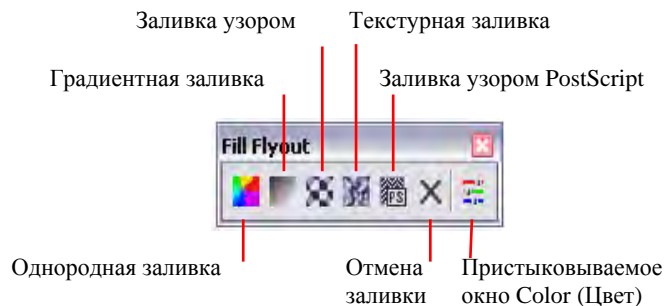 Заливка узором Текстурная заливка
Градиентная заливка Заливка узором PostScript
Fill Flyout
PS
Однородная заливка Отмена Пристыковываемое
заливки окно Color (Цвет)